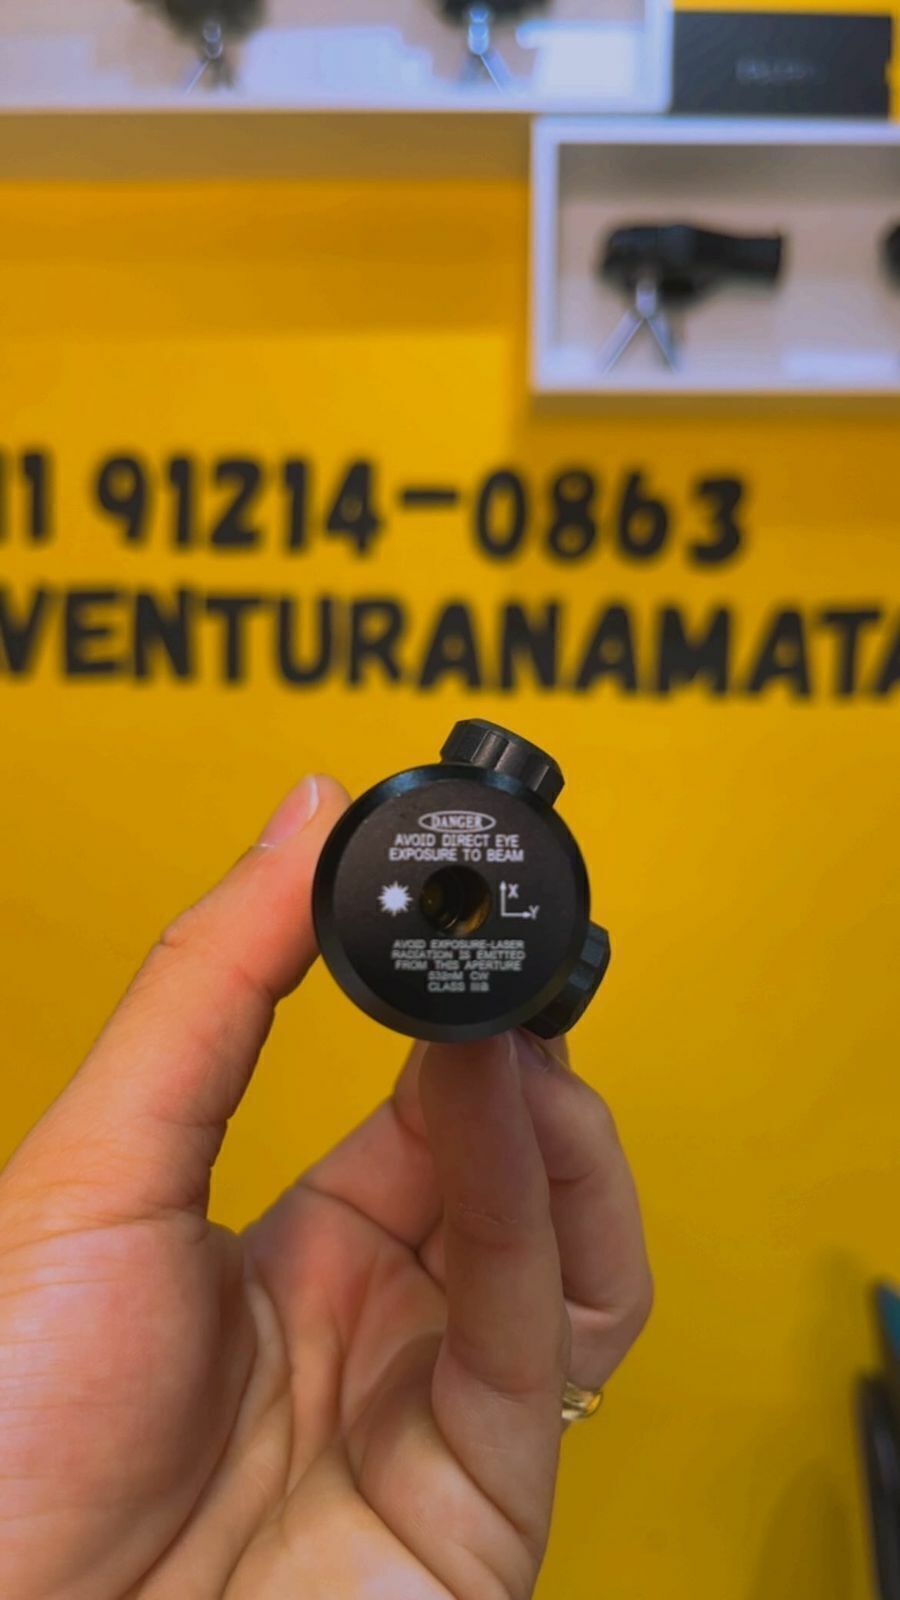 11 91214-0863
VENTURANAMATA
DANGER
AVOID DIRECT EYE
EXPOSURE TO BEAM
X
Y
AVOID EXPOSURE-LASER
RADIATION IS EMITTED
FROM THIS APERTURE
532nM CW
CLASS IIIB